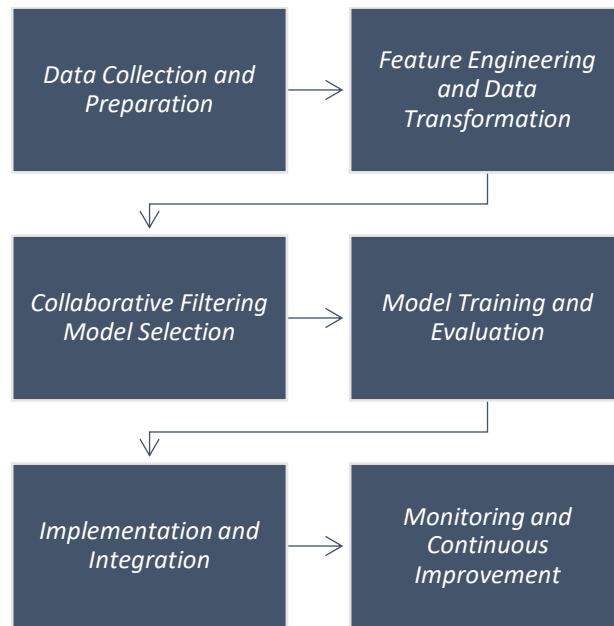 Data Collection and
Preparation
Feature Engineering
and Data
Transformation
Collaborative Filtering
Model Selection
Model Training and
Evaluation
Implementation and
Integration
Monitoring and
Continuous
Improvement